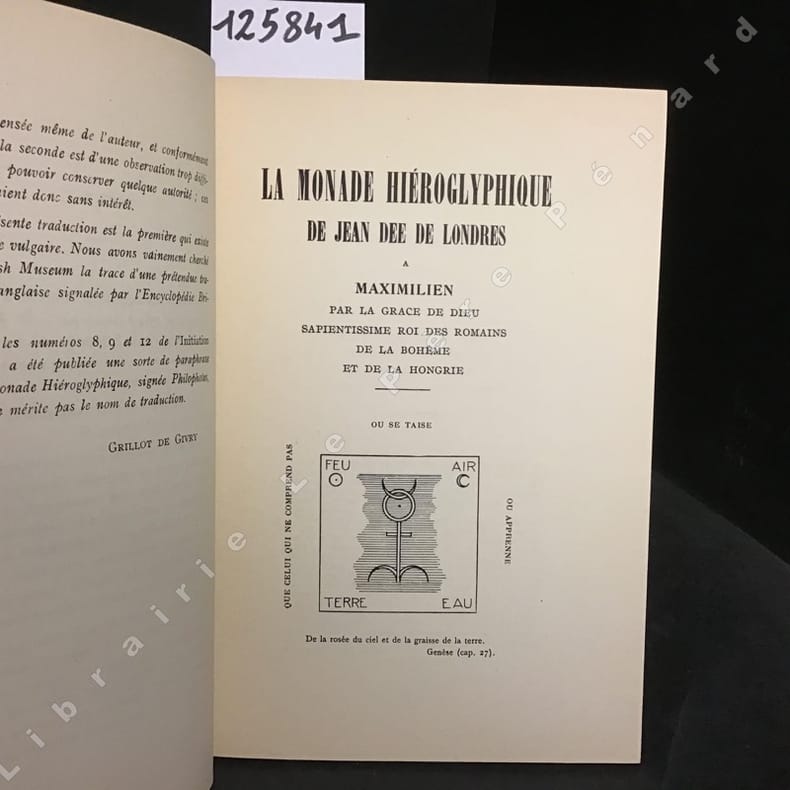 125841
ensée même de l'auteur, et conformément
la seconde est d'une observation trop diffi-
pouvoir conserver quelque autorité ;
ient donc sans intérêt.
sente traduction est la première qui existe
e vulgaire. Nous avons vainement cherché
sh Museum la trace d'une prétendue tra-
anglaise signalée par l'Encyclopédie Bri-
les numéros 8, 9 et 12 de l'Initiation
a été publiée une sorte de paraphrase
onade Hiéroglyphique, signée Philophotes,
e mérite pas le nom de traduction.
GRILLOT DE GIVRY
LA MONADE HIÉROGLYPHIQUE
DE JEAN DEE DE LONDRES
A
MAXIMILIEN
PAR LA GRACE DE DIEU
SAPIENTISSIME ROI DES ROMAINS
DE LA BOHÊME
ET DE LA HONGRIE
OU SE TAISE
QUE CELUI QUI NE COMPREND PAS
FEU AIR
TERRE EAU
OU APPRENNE
De la rosée du ciel et de la graisse de la terre.
Genèse (cap. 27).
Librairie Le Père Pénard